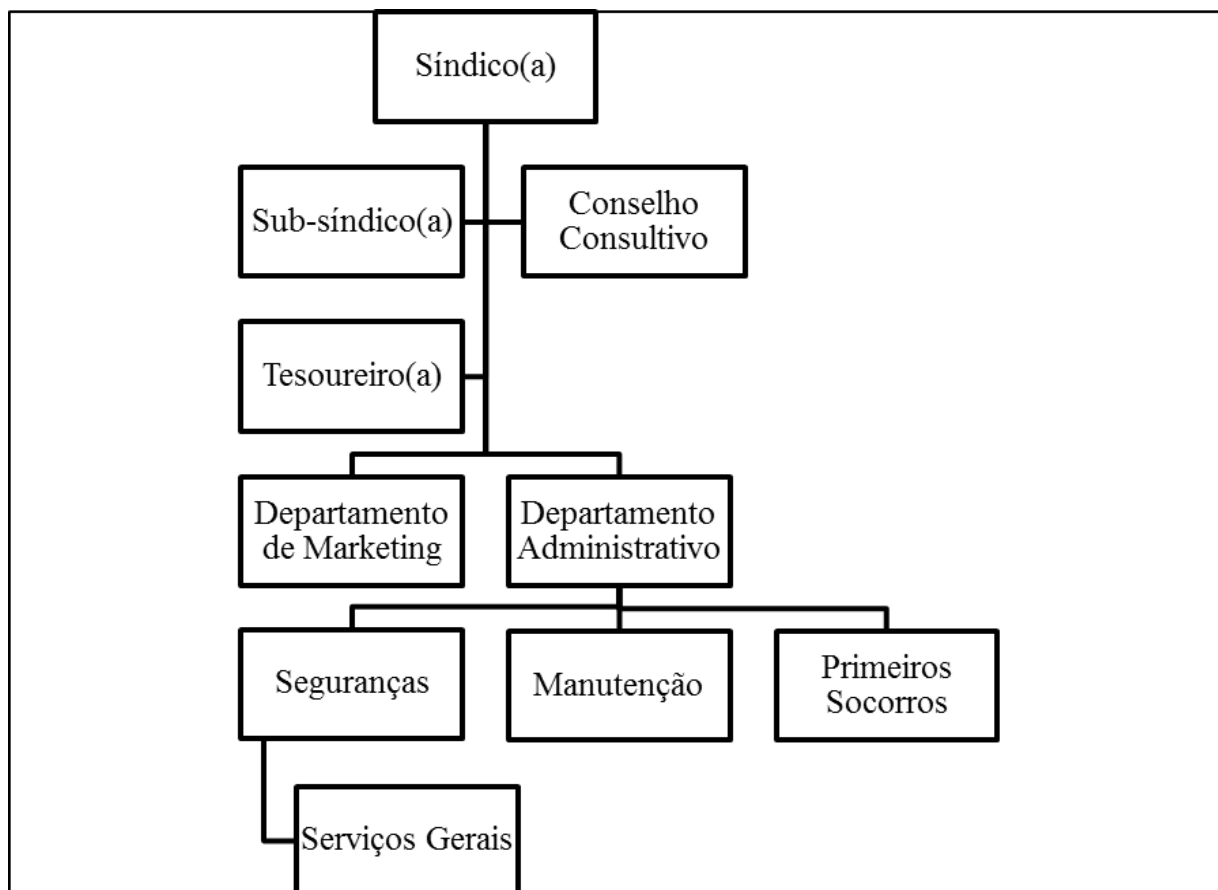 Síndico(a)
Sub-síndico(a)
Conselho
Consultivo
Tesoureiro(a)
Departamento
de Marketing
Departamento
Administrativo
Seguranças
Manutenção
Primeiros
Socorros
Serviços Gerais